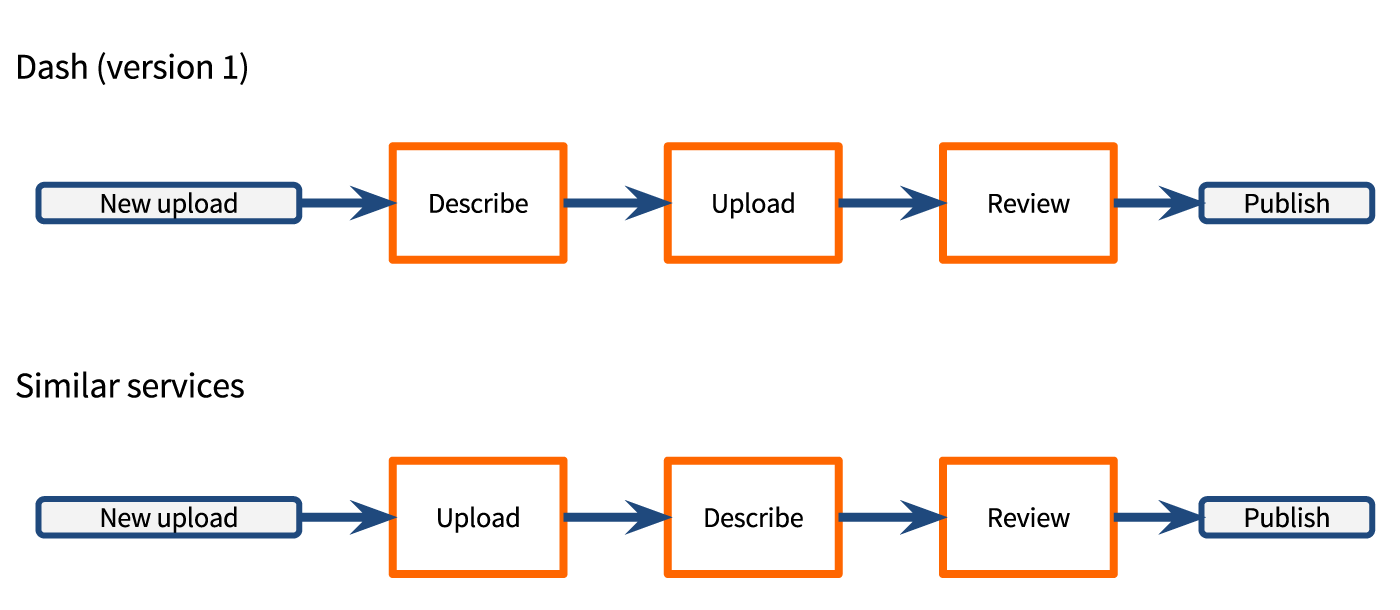 Dash (version 1)
New upload
Describe
Upload
Review
Publish
Similar services
New upload
Upload
Describe
Review
Publish